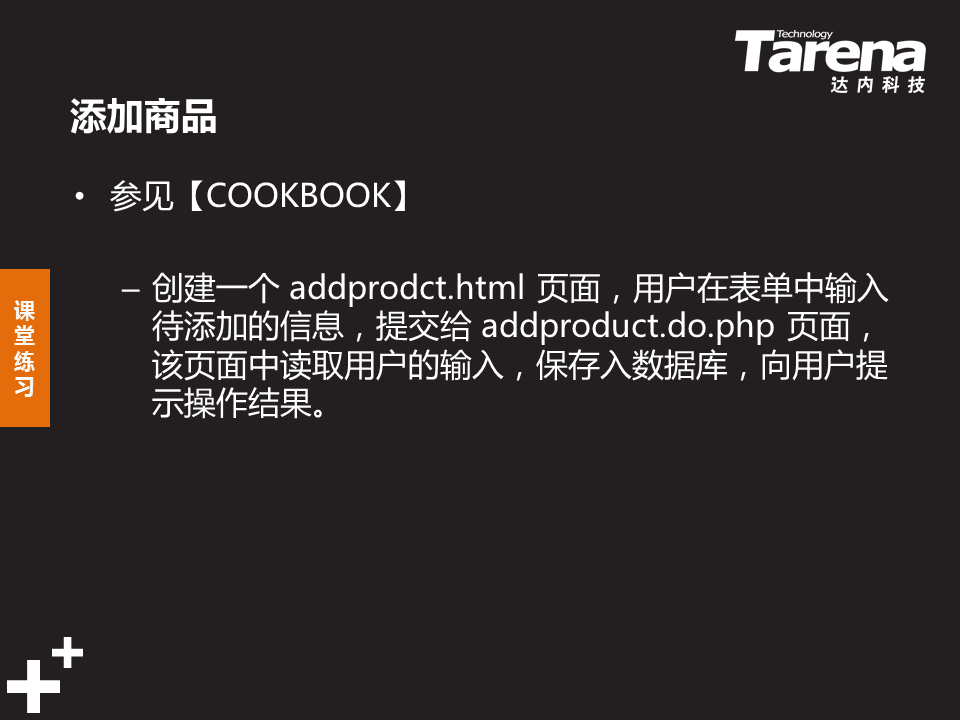 Technology
Tarena
达内科技
添加商品
• 参见【COOKBOOK】
– 创建一个 addprodct.html 页面，用户在表单中输入
待添加的信息，提交给 addproduct.do.php 页面，
该页面中读取用户的输入，保存入数据库，向用户提
示操作结果。
课
堂
练
习